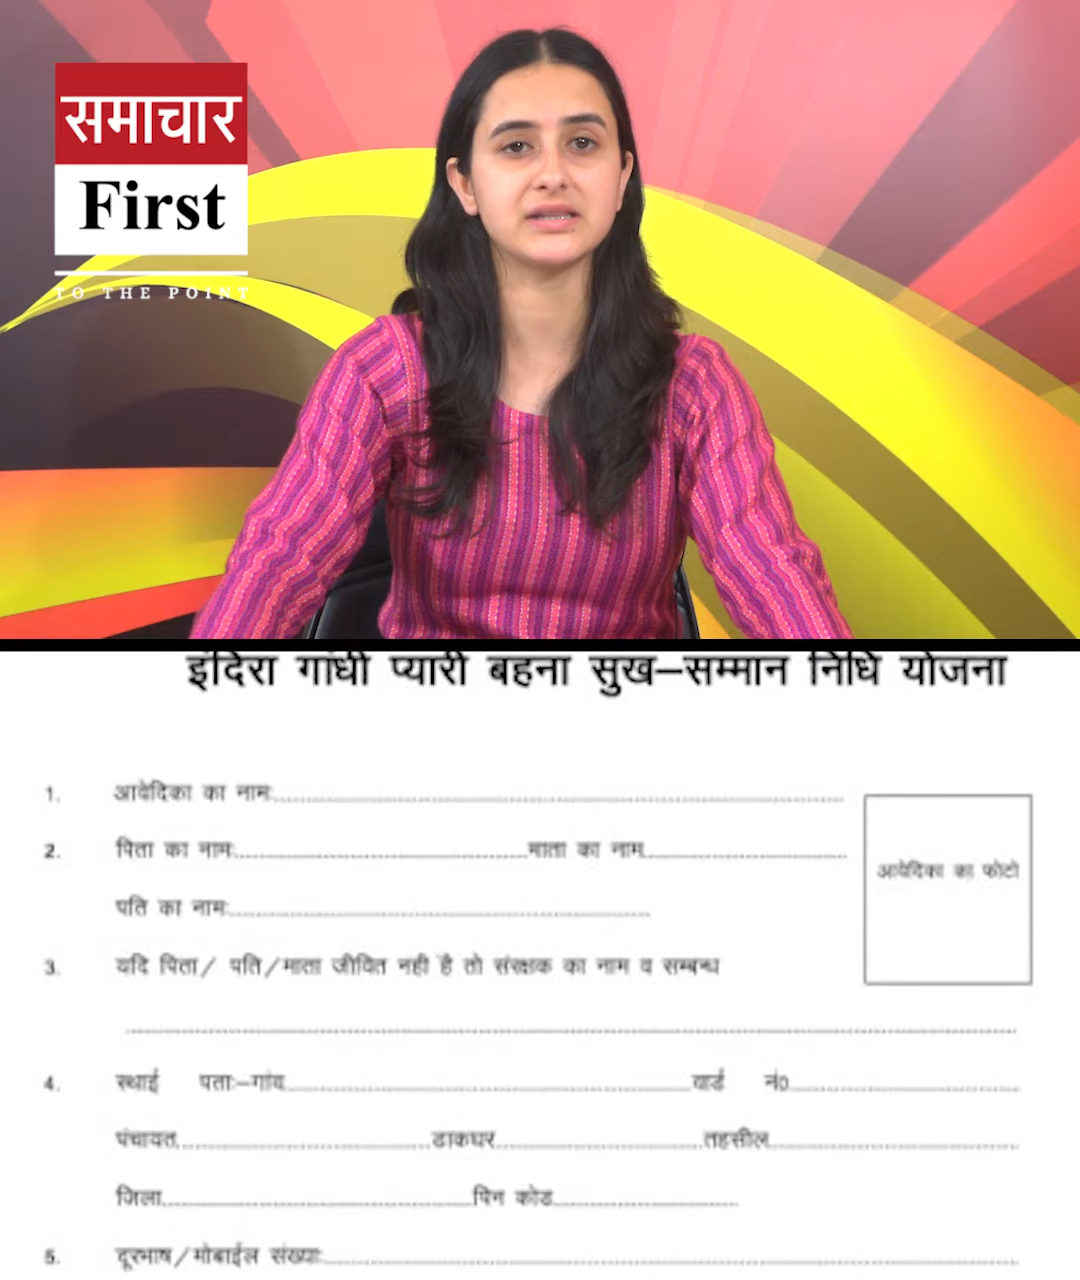 समाचार
First
TO THE POINT
इंदिरा गांधी प्यारी बहना सुख–सम्मान निधि योजना
1. आवेदिका का नाम:
2. पिता का नाम: माता का नाम
आवेदिका का फोटो
पति का नाम:
3. यदि पिता/ पति/माता जीवित नही है तो संरक्षक का नाम व सम्बन्ध
4. स्थाई पताः–गांव वार्ड नं0
पंचायत डाकघर तहसील
जिला पिन कोड
5. दूरभाष/मोबाईल संख्याः